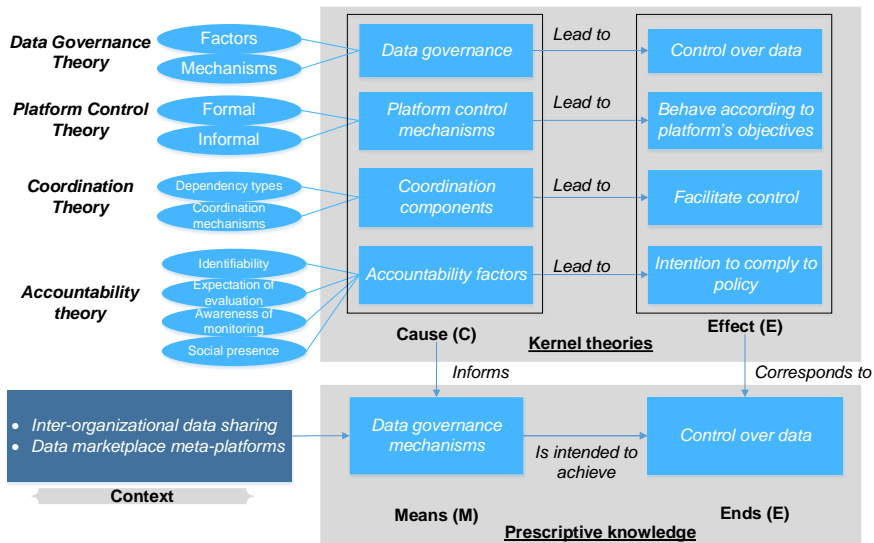 Data Governance
Theory
Factors
Mechanisms
Data governance
Lead to
Control over data
Platform Control
Theory
Formal
Informal
Platform control
mechanisms
Lead to
Behave according to
platform's objectives
Coordination
Theory
Dependency types
Coordination
mechanisms
Coordination
components
Lead to
Facilitate control
Accountability
theory
Identifiability
Expectation of
evaluation
Awareness of
monitoring
Social presence
Accountability factors
Lead to
Intention to comply to
policy
Cause (C)
Effect (E)
Kernel theories
Informs
Corresponds to
• Inter-organizational data sharing
• Data marketplace meta-platforms
Context
Data governance
mechanisms
Is intended to
achieve
Control over data
Means (M)
Ends (E)
Prescriptive knowledge